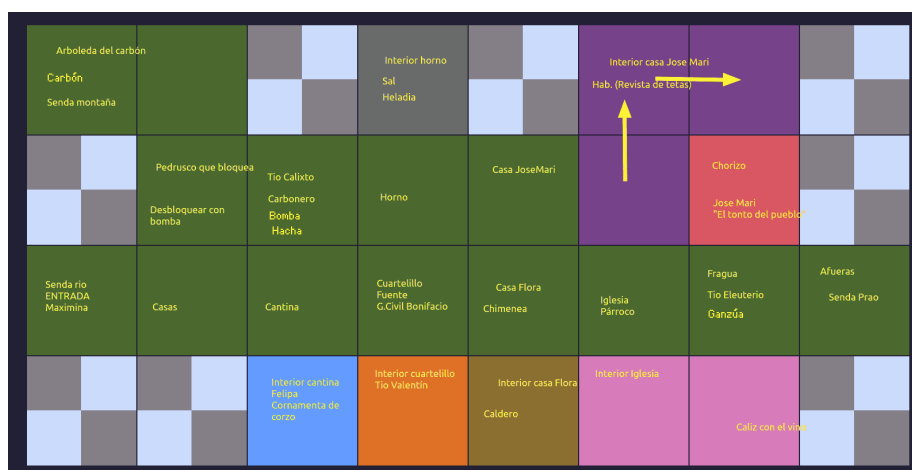 Arboleda del carbón
Carbón
Senda montaña
Interior horno
Sal
Heladia
Interior casa Jose Mari
Hab. (Revista de tetas)
Pedrusco que bloquea
Desbloquear con
bomba
Tio Calixto
Carbonero
Bomba
Hacha
Horno
Casa JoseMari
Chorizo
Jose Mari
"El tonto del pueblo"
Senda rio
ENTRADA
Maximina
Casas
Cantina
Cuartelillo
Fuente
G.Civil Bonifacio
Casa Flora
Chimenea
Iglesia
Párroco
Fragua
Tio Eleuterio
Ganzúa
Afueras
Senda Prao
Interior cantina
Felipa
Cornamenta de
corzo
Interior cuartelillo
Tio Valentín
Interior casa Flora
Caldero
Interior Iglesia
Caliz con el vino